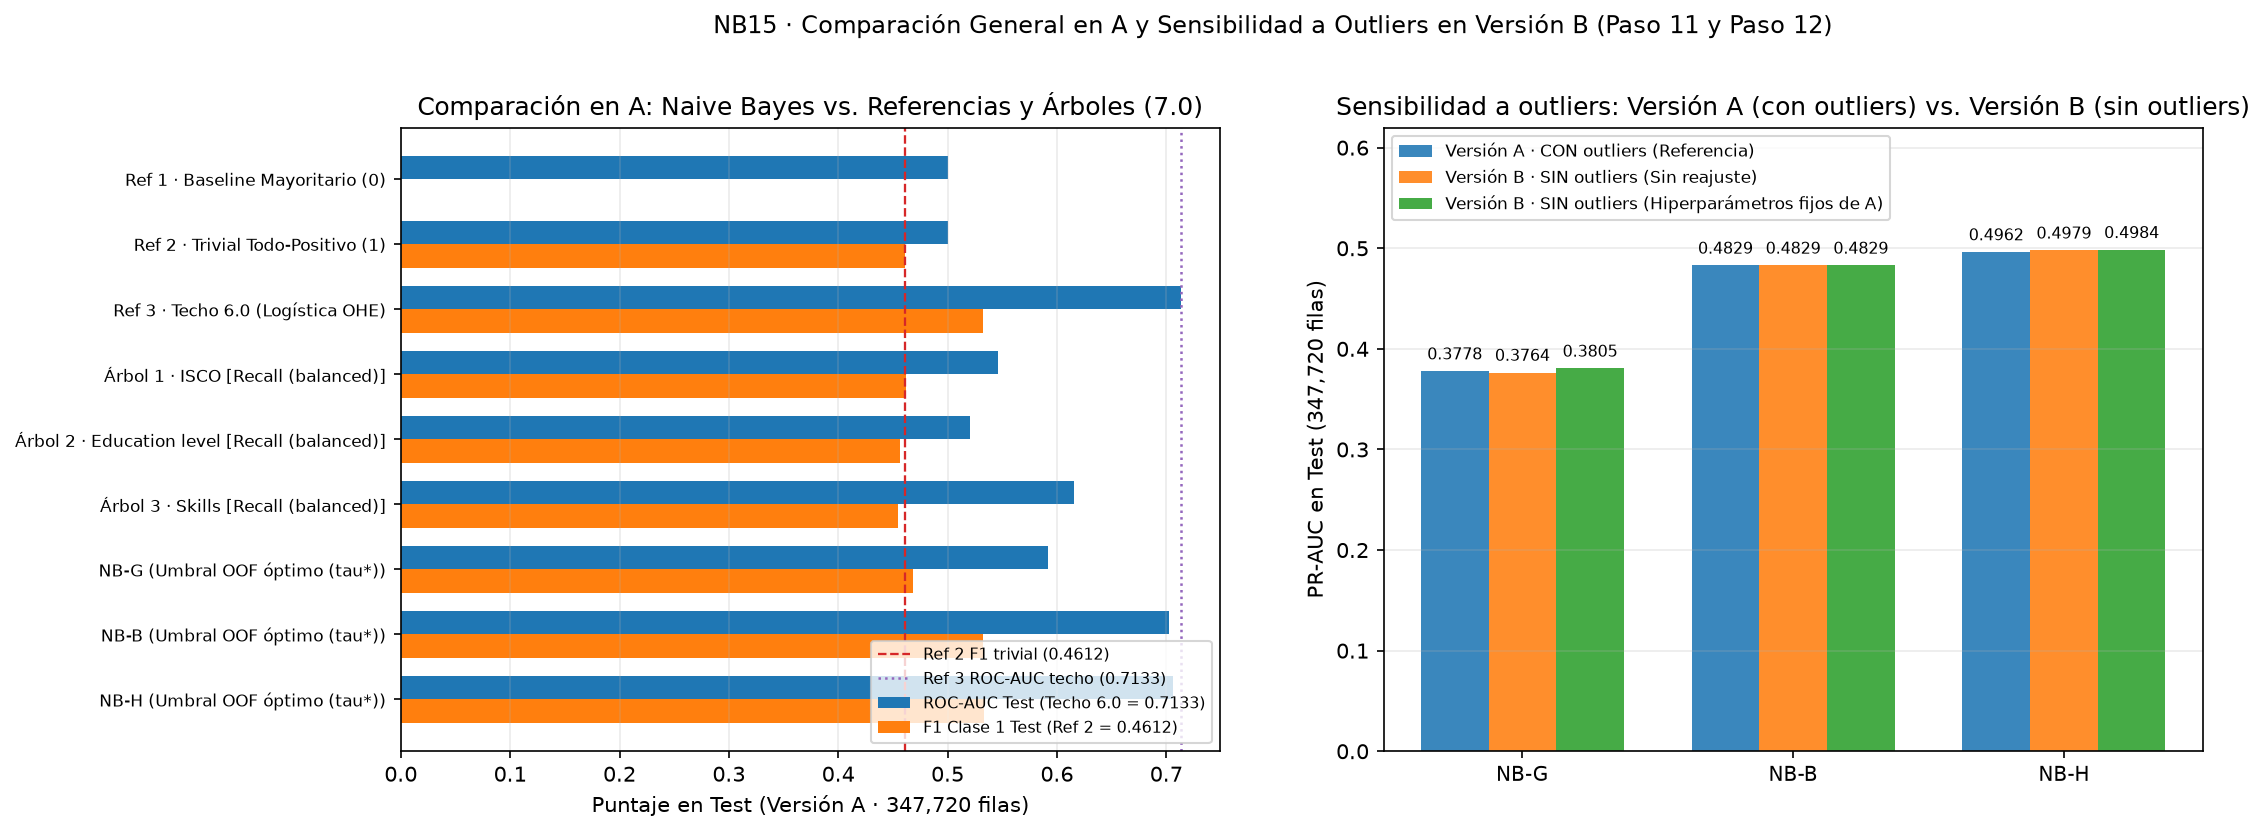 NB15 · Comparación General en A y Sensibilidad a Outliers en Versión B (Paso 11 y Paso 12)
Comparación en A: Naive Bayes vs. Referencias y Árboles (7.0)
Ref 1 · Baseline Mayoritario (0)
Ref 2 · Trivial Todo-Positivo (1)
Ref 3 · Techo 6.0 (Logística OHE)
Árbol 1 · ISCO [Recall (balanced)]
Árbol 2 · Education level [Recall (balanced)]
Árbol 3 · Skills [Recall (balanced)]
NB-G (Umbral OOF óptimo (tau*))
NB-B (Umbral OOF óptimo (tau*))
NB-H (Umbral OOF óptimo (tau*))
Ref 2 F1 trivial (0.4612)
Ref 3 ROC-AUC techo (0.7133)
ROC-AUC Test (Techo 6.0 = 0.7133)
F1 Clase 1 Test (Ref 2 = 0.4612)
0.0 0.1 0.2 0.3 0.4 0.5 0.6 0.7
Puntaje en Test (Versión A · 347,720 filas)
Sensibilidad a outliers: Versión A (con outliers) vs. Versión B (sin outliers)
Versión A · CON outliers (Referencia)
Versión B · SIN outliers (Sin reajuste)
Versión B · SIN outliers (Hiperparámetros fijos de A)
PR-AUC en Test (347,720 filas)
0.6
0.5
0.4
0.3
0.2
0.1
0.0
0.3778 0.3764 0.3805
0.4829 0.4829 0.4829
0.4962 0.4979 0.4984
NB-G NB-B NB-H